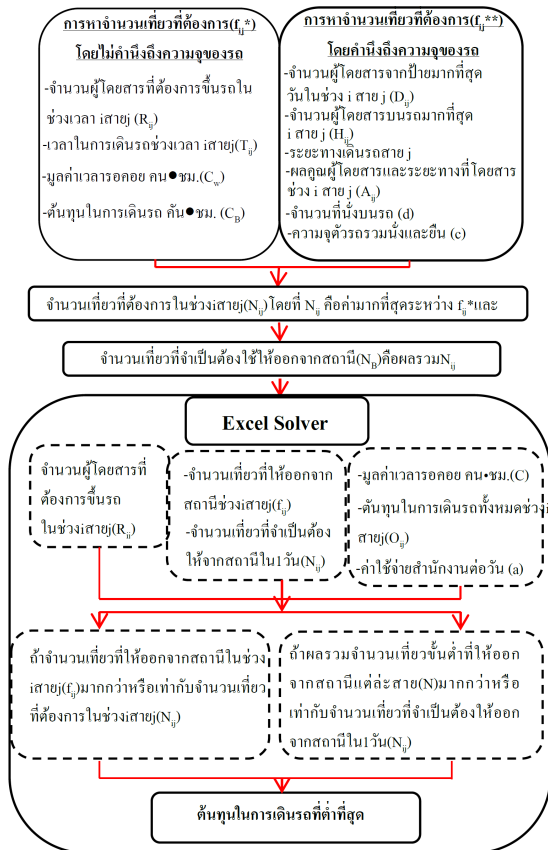 การหาจำนวนเที่ยวที่ต้องการ(fij*)
โดยไม่คำนึงถึงความจุของรถ
-จำนวนผู้โดยสารที่ต้องการขึ้นรถใน
ช่วงเวลา iสายj (Rij)
-เวลาในการเดินรถช่วงเวลา iสายj(Tij)
-มูลค่าเวลารอคอย คน●ชม.(Cw)
-ต้นทุนในการเดินรถ คัน●ชม. (CB)
การหาจำนวนเที่ยวที่ต้องการ(fij**)
โดยคำนึงถึงความจุของรถ
-จำนวนผู้โดยสารจากป้ายมากที่สุด
วันในช่วง i สาย j (Dij)
-จำนวนผู้โดยสารบนรถมากที่สุด
i สาย j (Hij)
-ระยะทางเดินรถสาย j
-ผลคูณผู้โดยสารและระยะทางที่โดยสาร
ช่วง i สาย j (Aij)
-จำนวนที่นั่งบนรถ (d)
-ความจุตัวรถรวมนั่งและยืน (c)
จำนวนเที่ยวที่ต้องการในช่วงiสายj(Nij) โดยที่ Nij คือค่ามากที่สุดระหว่าง fij*และ
จำนวนเที่ยวที่จำเป็นต้องใช้ให้ออกจากสถานี(NB)คือผลรวมNij
Excel Solver
จำนวนผู้โดยสารที่
ต้องการขึ้นรถ
ในช่วงiสายj(Rij)
-จำนวนเที่ยวที่ให้ออกจาก
สถานีช่วงiสายj(fij)
-จำนวนเที่ยวที่จำเป็นต้อง
ให้จากสถานีใน1วัน(Nij)
-มูลค่าเวลารอคอย คน•ชม.(C)
-ต้นทุนในการเดินรถทั้งหมดช่วงi
สายj(Oij)
-ค่าใช้จ่ายสำนักงานต่อวัน (a)
ถ้าจำนวนเที่ยวที่ให้ออกจากสถานีในช่วง
iสายj(fij)มากกว่าหรือเท่ากับจำนวนเที่ยว
ที่ต้องการในช่วงiสายj(Nij)
ถ้าผลรวมจำนวนเที่ยวขั้นต่ำที่ให้ออก
จากสถานีแต่ละสาย(N)มากกว่าหรือ
เท่ากับจำนวนเที่ยวที่จำเป็นต้องให้ออก
จากสถานีใน1วัน(Nij)
ต้นทุนในการเดินรถที่ต่ำที่สุด